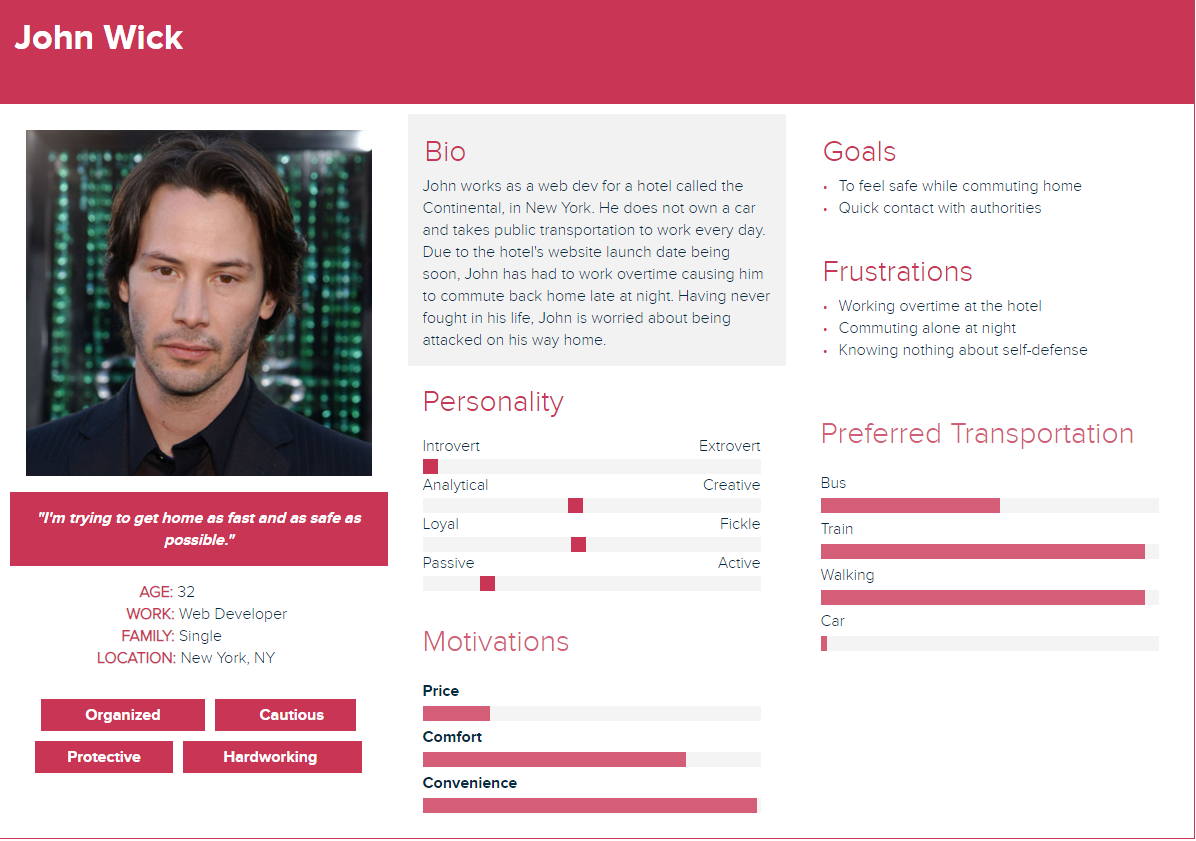 John Wick
"I'm trying to get home as fast and as safe as
possible."
AGE: 32
WORK: Web Developer
FAMILY: Single
LOCATION: New York, NY
Organized
Cautious
Protective
Hardworking
Bio
John works as a web dev for a hotel called the
Continental, in New York. He does not own a car
and takes public transportation to work every day.
Due to the hotel's website launch date being
soon, John has had to work overtime causing him
to commute back home late at night. Having never
fought in his life, John is worried about being
attacked on his way home.
Personality
Introvert Extrovert
Analytical Creative
Loyal Fickle
Passive Active
Motivations
Price
Comfort
Convenience
Goals
• To feel safe while commuting home
• Quick contact with authorities
Frustrations
• Working overtime at the hotel
• Commuting alone at night
• Knowing nothing about self-defense
Preferred Transportation
Bus
Train
Walking
Car